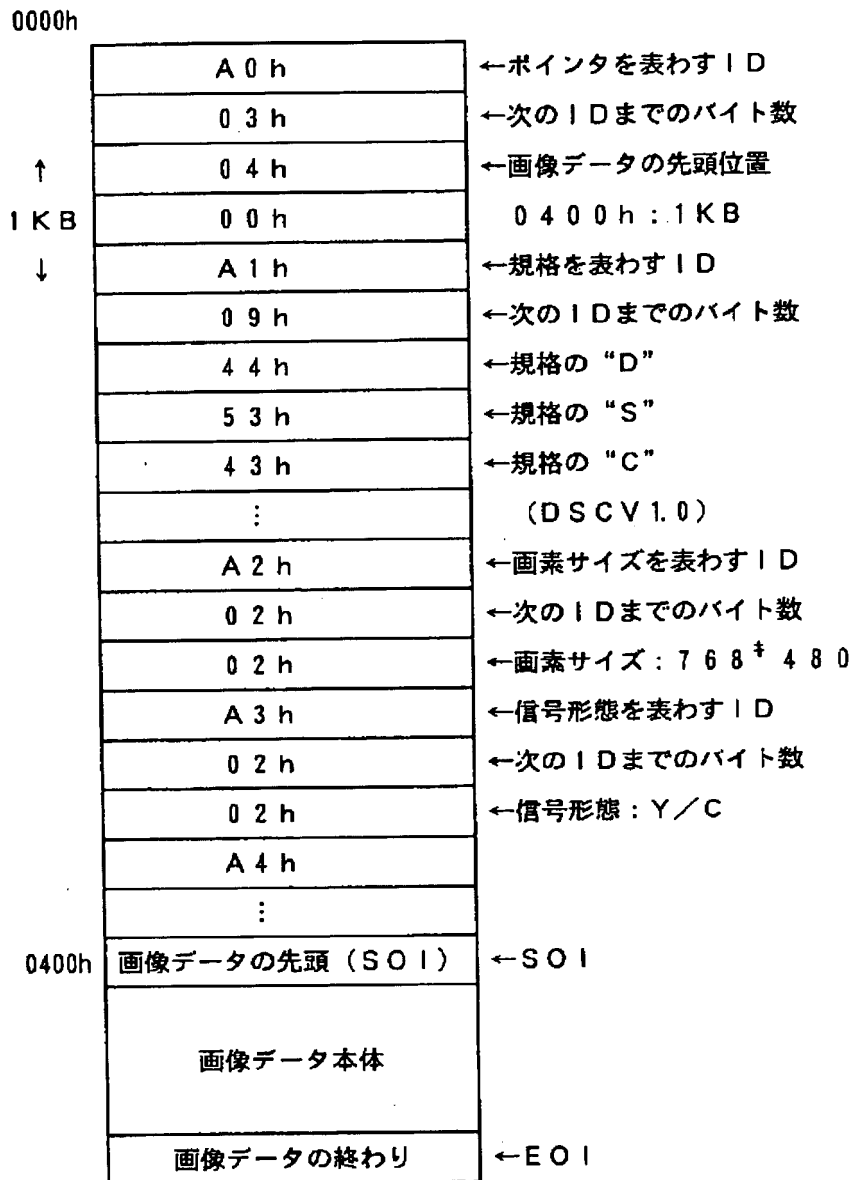 0000h
A0h ←ポインタを表わすID
03h ←次のIDまでのバイト数
↑ 04h ←画像データの先頭位置
1KB 00h 0400h:1KB
↓ A1h ←規格を表わすID
09h ←次のIDまでのバイト数
44h ←規格の“D”
53h ←規格の“S”
43h ←規格の“C”
⋮ (DSCV1.0)
A2h ←画素サイズを表わすID
02h ←次のIDまでのバイト数
02h ←画素サイズ:768*480
A3h ←信号形態を表わすID
02h ←次のIDまでのバイト数
02h ←信号形態:Y/C
A4h
⋮
0400h 画像データの先頭(SOI) ←SOI
画像データ本体
画像データの終わり ←EOI